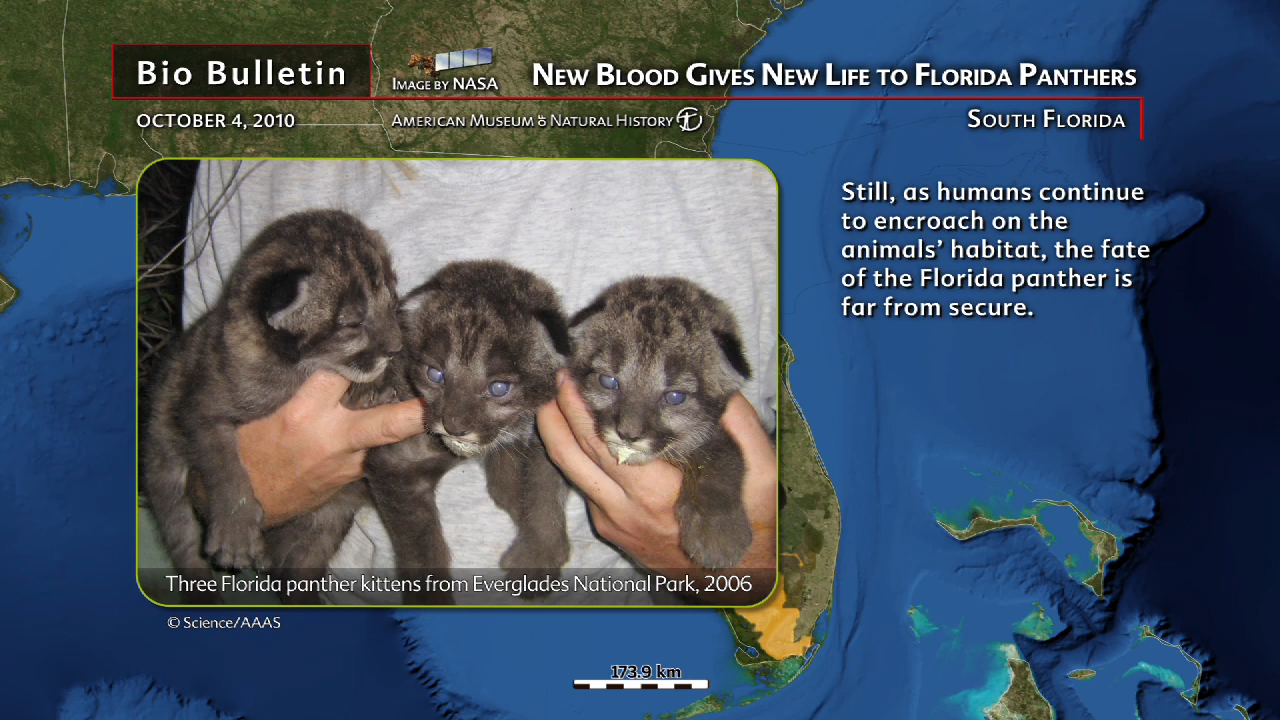 Bio Bulletin
IMAGE BY NASA
NEW BLOOD GIVES NEW LIFE TO FLORIDA PANTHERS
OCTOBER 4, 2010
AMERICAN MUSEUM ö NATURAL HISTORY
SOUTH FLORIDA
Still, as humans continue
to encroach on the
animals’ habitat, the fate
of the Florida panther is
far from secure.
Three Florida panther kittens from Everglades National Park, 2006
© Science/AAAS
173.9 km